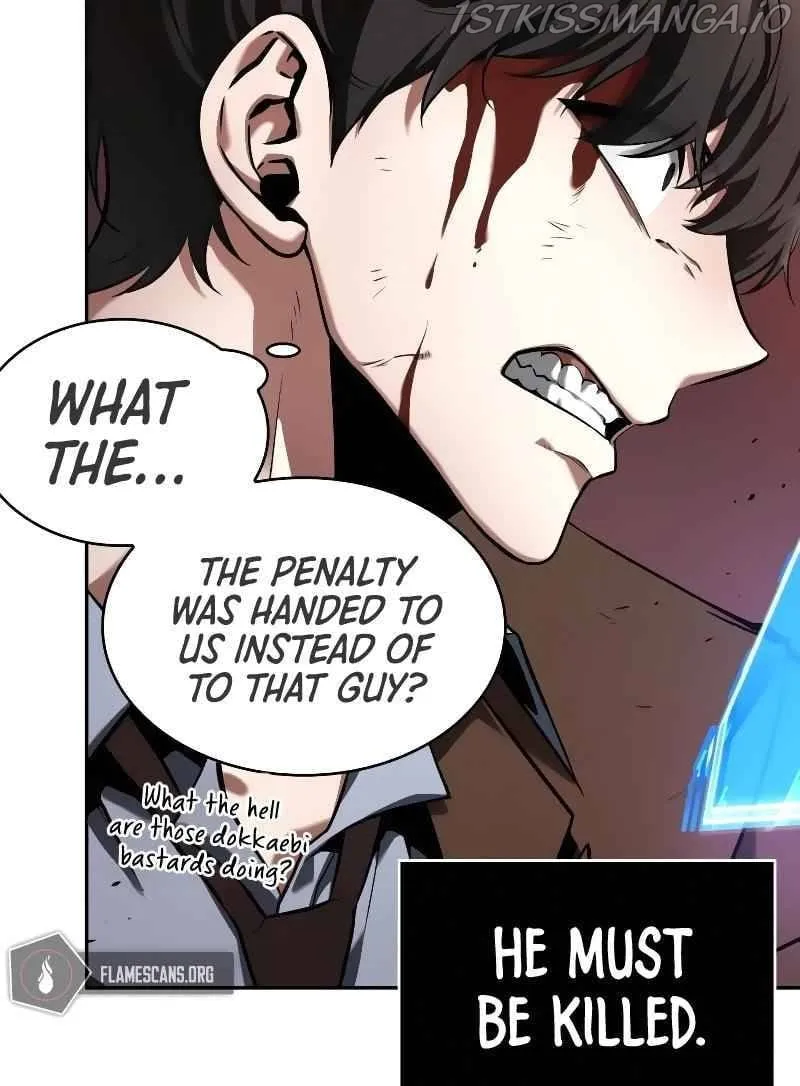 1STKISSMANGA.IO
WHAT
THE...
THE PENALTY
WAS HANDED TO
US INSTEAD OF
TO THAT GUY?
What the hell
are those dokkaebi
bastards doing?
FLAMESCANS.ORG
HE MUST
BE KILLED.